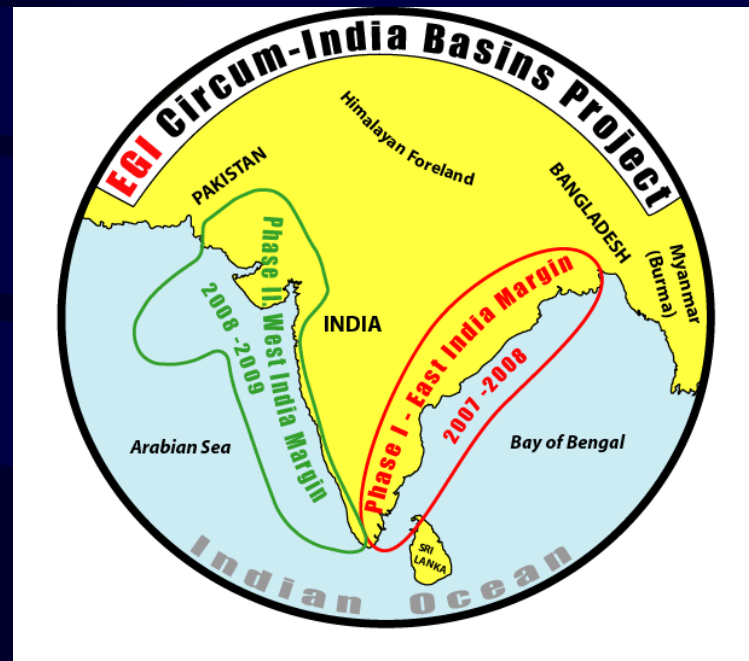 EGI Circum-India Basins Project
Himalayan Foreland
PAKISTAN
BANGLADESH
Myanmar
(Burma)
Phase II. West India Margin
2008 -2009
INDIA
Phase I - East India Margin
2007 -2008
Arabian Sea
Bay of Bengal
SRI
LANKA
Indian Ocean